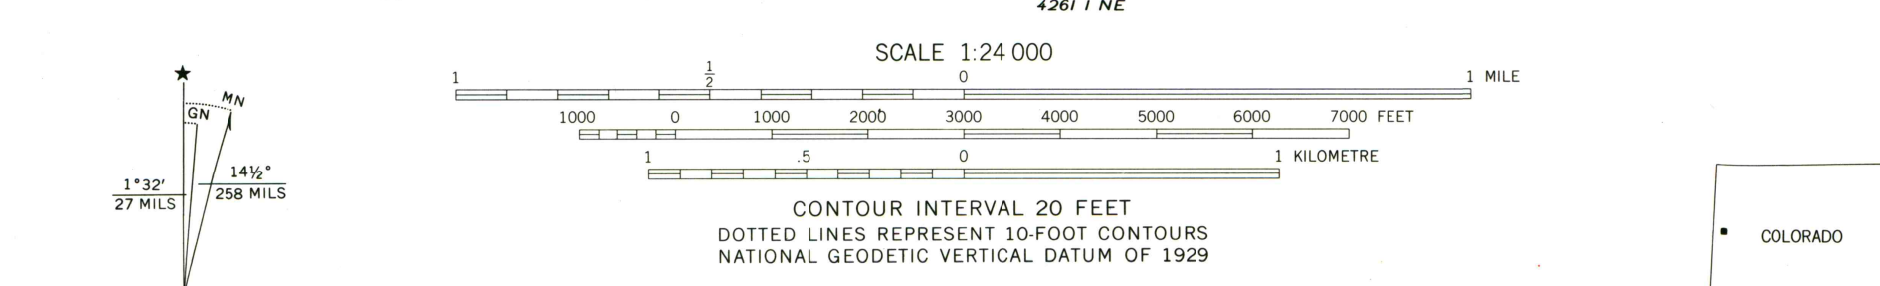 4261 I NE
SCALE 1:24 000
1 1/2 0 1 MILE
1000 0 1000 2000 3000 4000 5000 6000 7000 FEET
1 .5 0 1 KILOMETRE
CONTOUR INTERVAL 20 FEET
DOTTED LINES REPRESENT 10-FOOT CONTOURS
NATIONAL GEODETIC VERTICAL DATUM OF 1929
★
MN
GN
14½°
258 MILS
1°32′
27 MILS
COLORADO